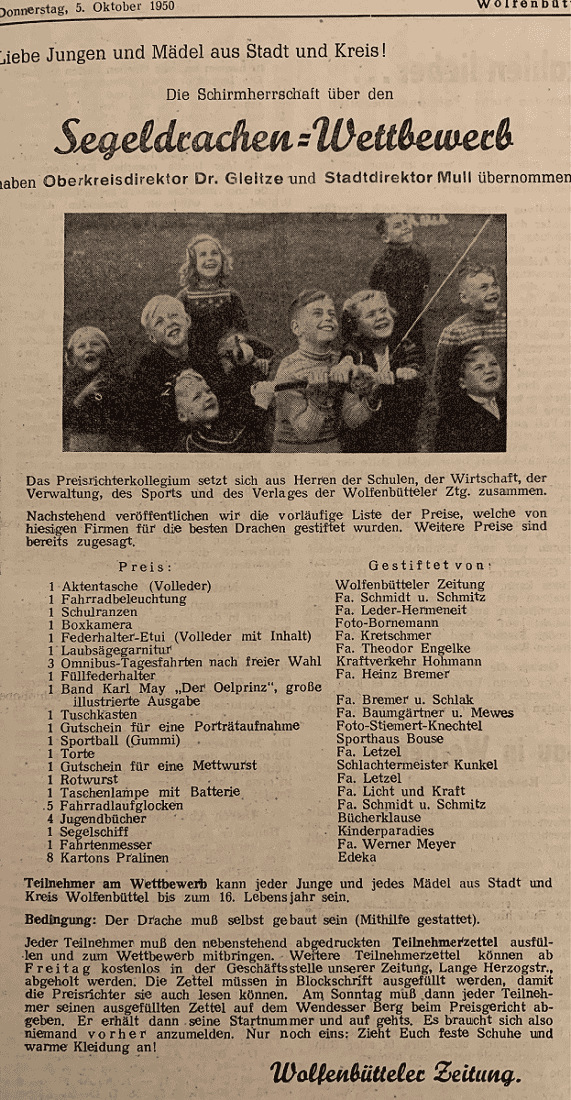 Donnerstag, 5. Oktober 1950
Wolfenbütt
Liebe Jungen und Mädel aus Stadt und Kreis!
Die Schirmherrschaft über den
Segeldrachen=Wettbewerb
haben Oberkreisdirektor Dr. Gleitze und Stadtdirektor Mull übernommen
Das Preisrichterkollegium setzt sich aus Herren der Schulen, der Wirtschaft, der
Verwaltung, des Sports und des Verlages der Wolfenbütteler Ztg. zusammen.
Nachstehend veröffentlichen wir die vorläufige Liste der Preise, welche von
hiesigen Firmen für die besten Drachen gestiftet wurden. Weitere Preise sind
bereits zugesagt.
Preis: Gestiftet von:
1 Aktentasche (Volleder) Wolfenbütteler Zeitung
1 Fahrradbeleuchtung Fa. Schmidt u. Schmitz
1 Schulranzen Fa. Leder-Hermeneit
1 Boxkamera Foto-Bornemann
1 Federhalter-Etui (Volleder mit Inhalt) Fa. Kretschmer
1 Laubsägegarnitur Fa. Theodor Engelke
3 Omnibus-Tagesfahrten nach freier Wahl Kraftverkehr Hohmann
1 Füllfederhalter Fa. Heinz Bremer
1 Band Karl May „Der Oelprinz", große
illustrierte Ausgabe Fa. Bremer u. Schlak
1 Tuschkasten Fa. Baumgärtner u. Mewes
1 Gutschein für eine Porträtaufnahme Foto-Stiemert-Knechtel
1 Sportball (Gummi) Sporthaus Bouse
1 Torte Fa. Letzel
1 Gutschein für eine Mettwurst Schlachtermeister Kunkel
1 Rotwurst Fa. Letzel
1 Taschenlampe mit Batterie Fa. Licht und Kraft
5 Fahrradlaufglocken Fa. Schmidt u. Schmitz
4 Jugendbücher Bücherklause
1 Segelschiff Kinderparadies
1 Fahrtenmesser Fa. Werner Meyer
8 Kartons Pralinen Edeka
Teilnehmer am Wettbewerb kann jeder Junge und jedes Mädel aus Stadt und
Kreis Wolfenbüttel bis zum 16. Lebensjahr sein.
Bedingung: Der Drache muß selbst gebaut sein (Mithilfe gestattet).
Jeder Teilnehmer muß den nebenstehend abgedruckten Teilnehmerzettel ausfül-
len und zum Wettbewerb mitbringen. Weitere Teilnehmerzettel können ab
Freitag kostenlos in der Geschäftsstelle unserer Zeitung, Lange Herzogstr.,
abgeholt werden. Die Zettel müssen in Blockschrift ausgefüllt werden, damit
die Preisrichter sie auch lesen können. Am Sonntag muß dann jeder Teilneh-
mer seinen ausgefüllten Zettel auf dem Wendesser Berg beim Preisgericht ab-
geben. Er erhält dann seine Startnummer und auf gehts. Es braucht sich also
niemand vorher anzumelden. Nur noch eins: Zieht Euch feste Schuhe und
warme Kleidung an!
Wolfenbütteler Zeitung.